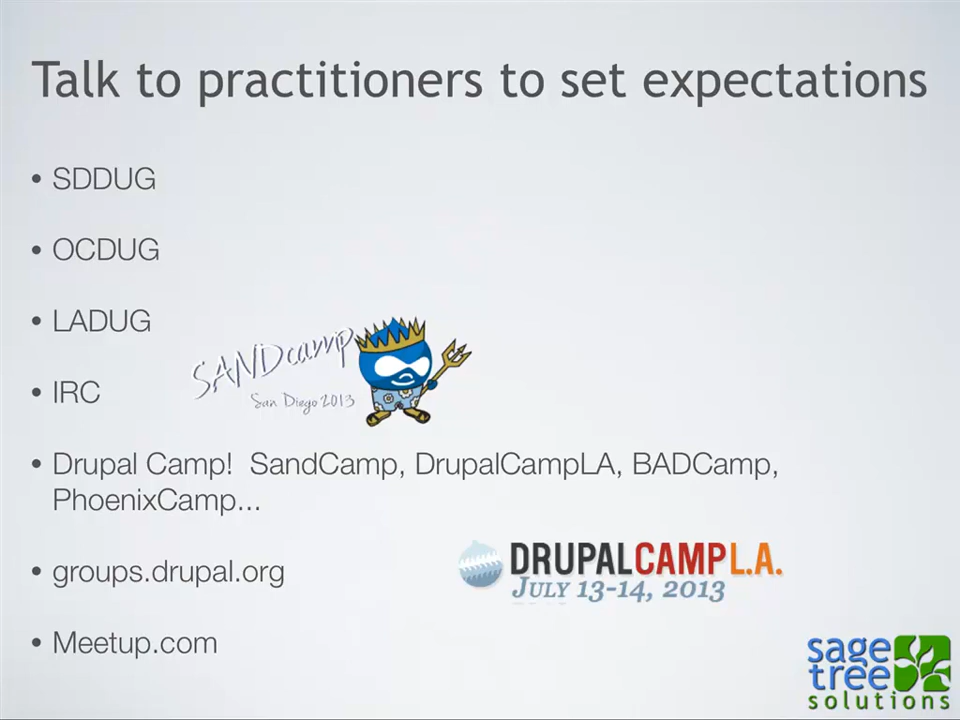 Talk to practitioners to set expectations
• SDDUG
• OCDUG
• LADUG
SANDcamp
San Diego 2013
• IRC
• Drupal Camp!  SandCamp, DrupalCampLA, BADCamp,
PhoenixCamp...
• groups.drupal.org
DRUPALCAMP L.A.
JULY 13-14, 2013
• Meetup.com
sage
tree
solutions